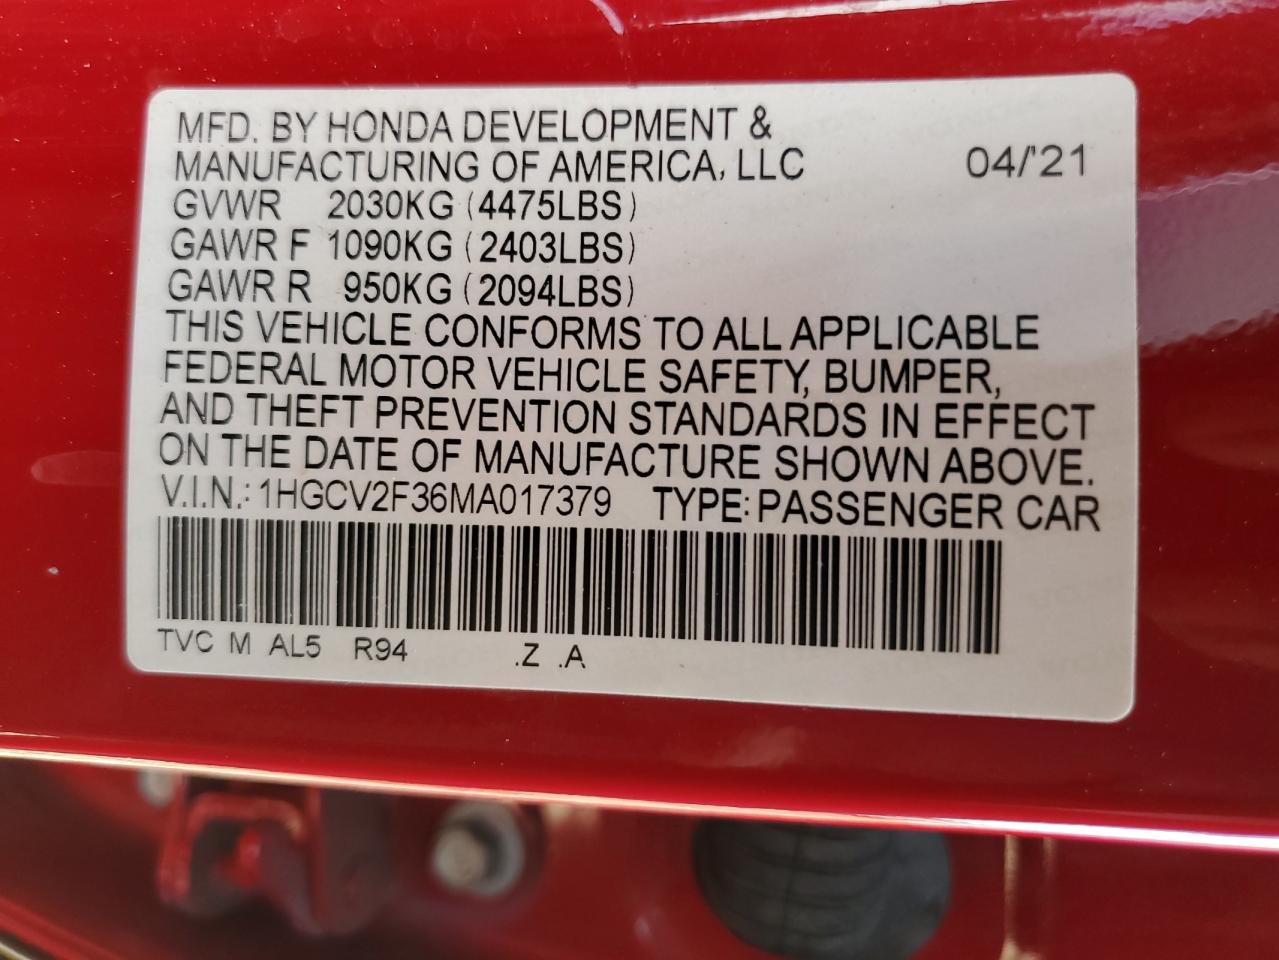 MFD. BY HONDA DEVELOPMENT &
MANUFACTURING OF AMERICA, LLC 04/'21
GVWR 2030KG (4475LBS)
GAWR F 1090KG (2403LBS)
GAWR R 950KG (2094LBS)
THIS VEHICLE CONFORMS TO ALL APPLICABLE
FEDERAL MOTOR VEHICLE SAFETY, BUMPER,
AND THEFT PREVENTION STANDARDS IN EFFECT
ON THE DATE OF MANUFACTURE SHOWN ABOVE.
V.I.N.: 1HGCV2F36MA017379 TYPE: PASSENGER CAR
TVC M AL5 R94 .Z .A